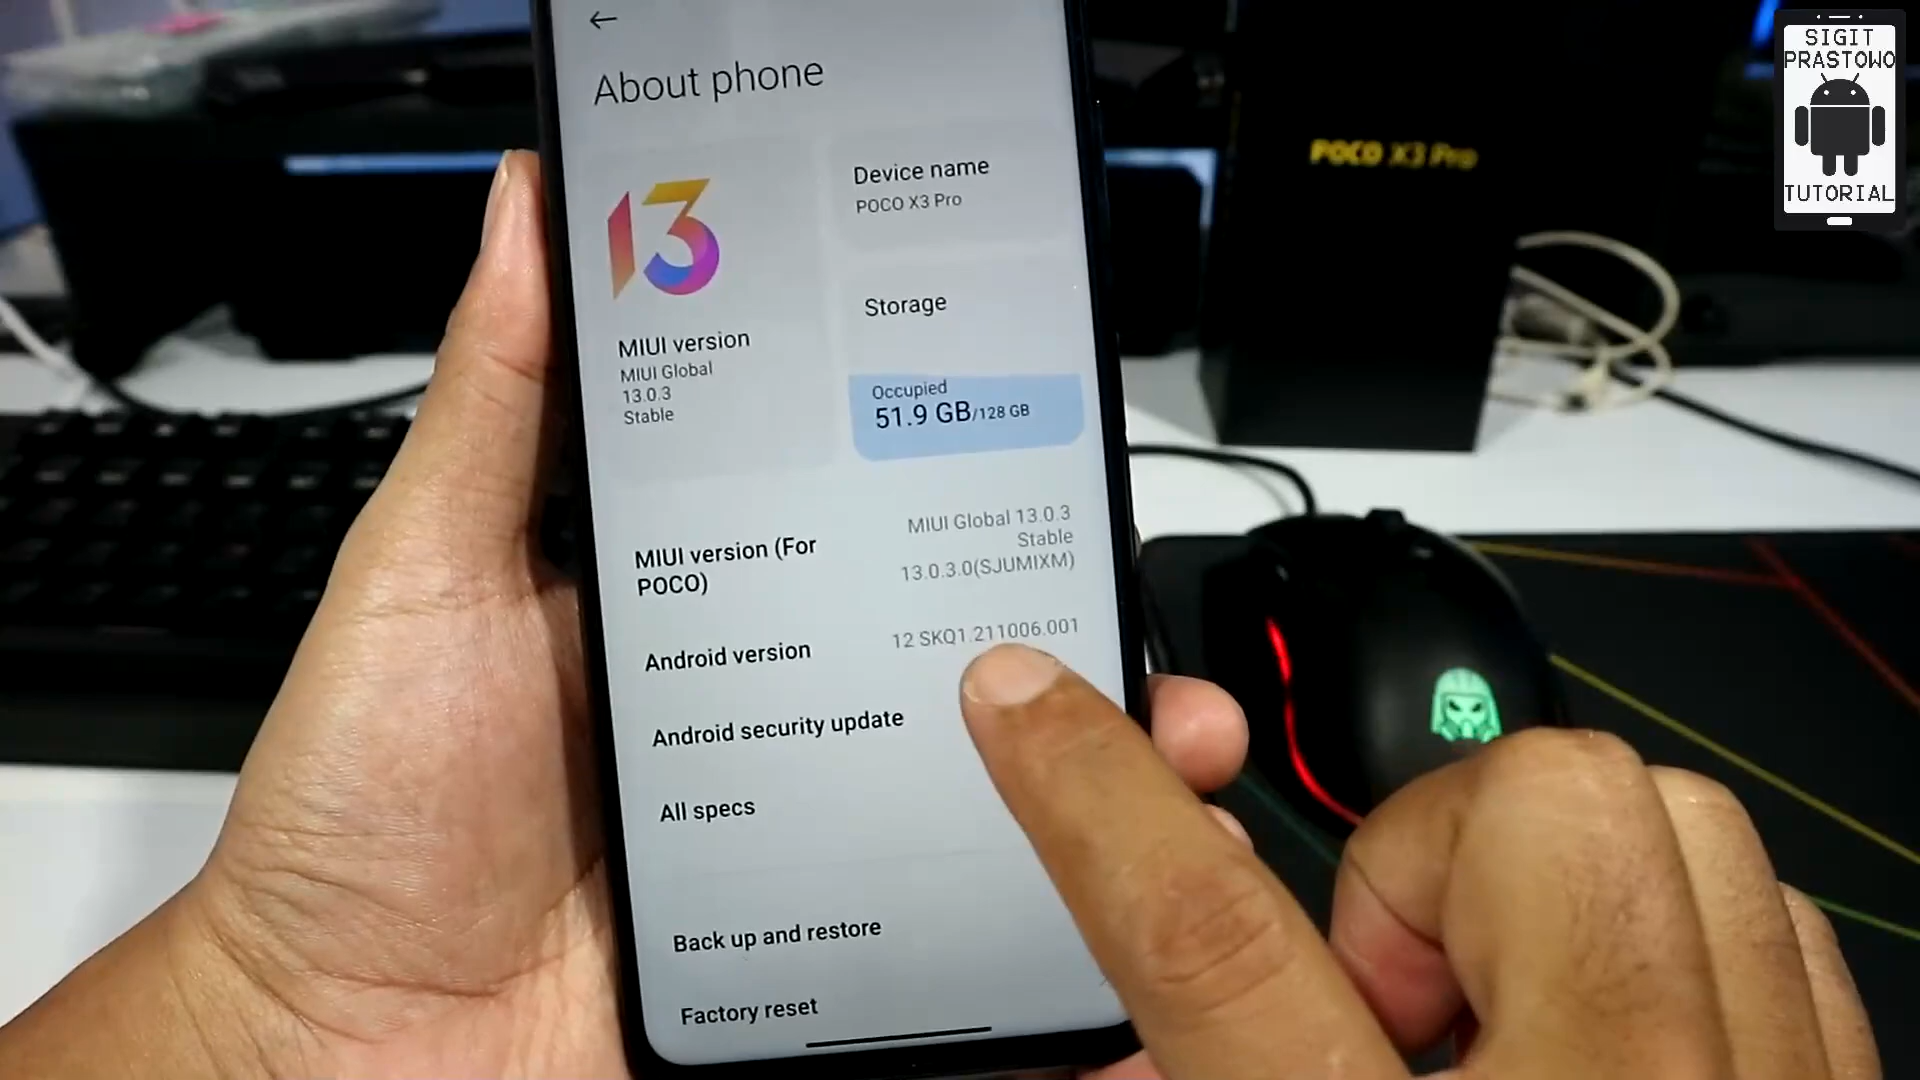 About phone
13
MIUI version
MIUI Global
13.0.3
Stable
Device name
POCO X3 Pro
Storage
Occupied
51.9 GB/128 GB
MIUI version (For
POCO)
MIUI Global 13.0.3
Stable
13.0.3.0(SJUMIXM)
Android version
12 SKQ1.211006.001
Android security update
All specs
Back up and restore
Factory reset
POCO X3 Pro
SIGIT
PRASTOWO
TUTORIAL